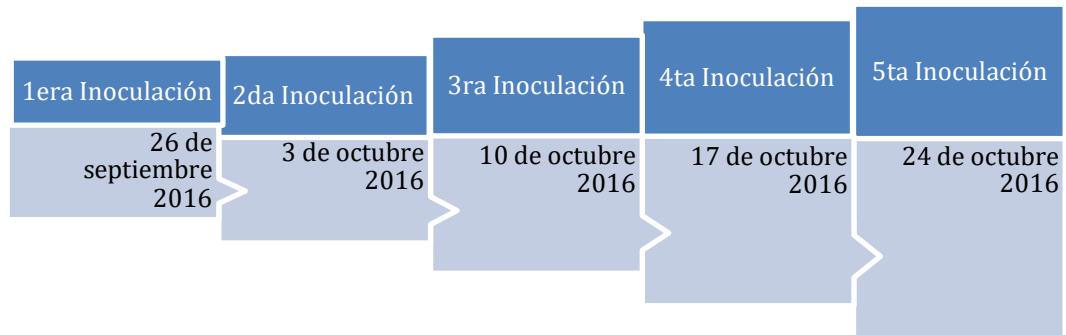 1era Inoculación
26 de
septiembre
2016
2da Inoculación
3 de octubre
2016
3ra Inoculación
10 de octubre
2016
4ta Inoculación
17 de octubre
2016
5ta Inoculación
24 de octubre
2016